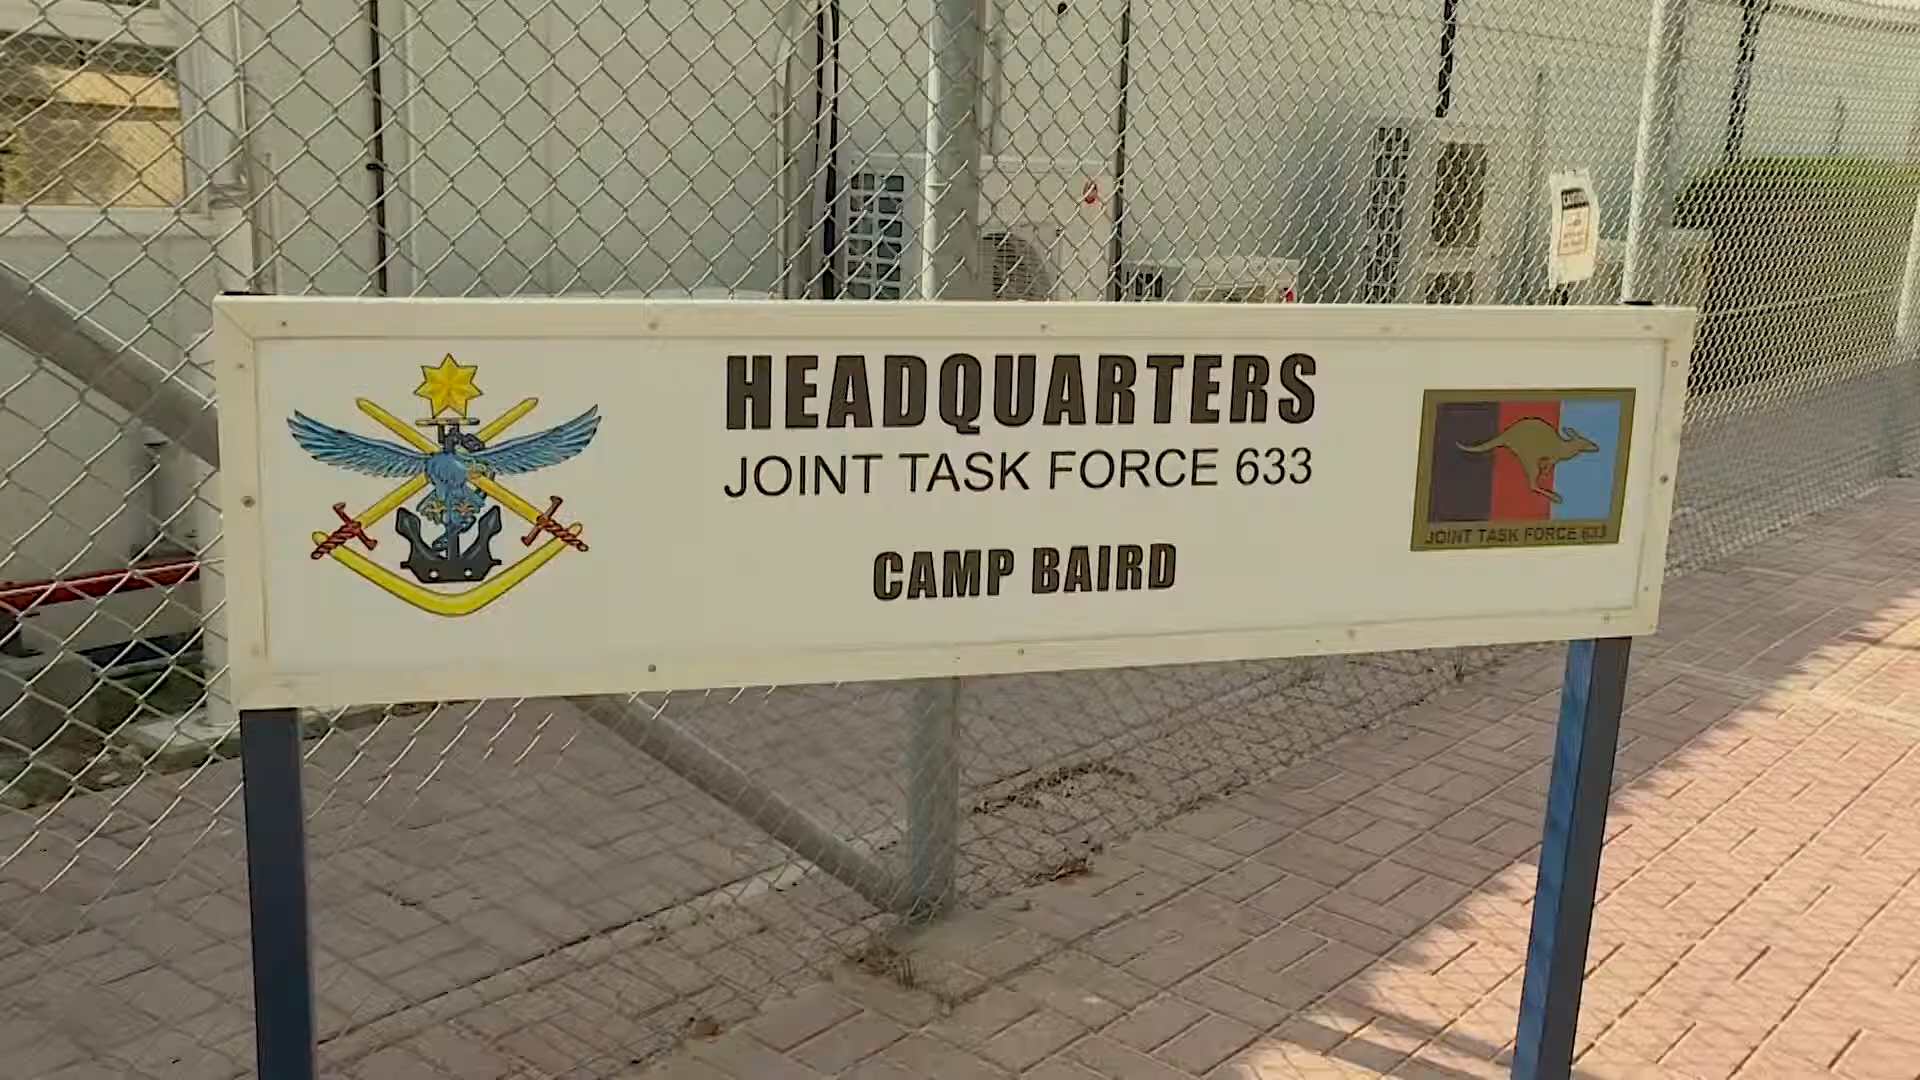 HEADQUARTERS
JOINT TASK FORCE 633
CAMP BAIRD
JOINT TASK FORCE 633